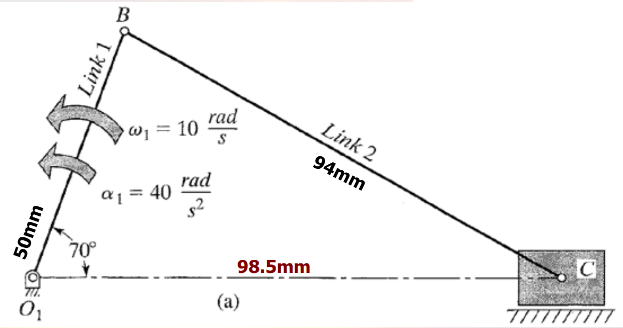 B
Link 1
ω₁ = 10 rad/s
Link 2
94mm
α₁ = 40 rad/s²
50mm
70°
98.5mm
C
O₁
(a)